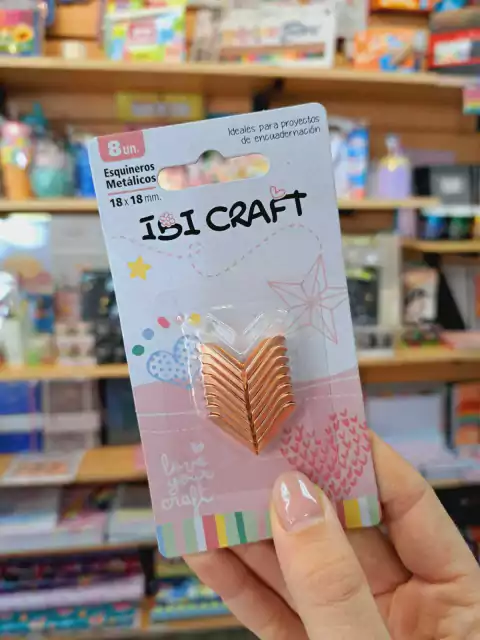 8 un.
Esquineros
Metálicos
18 x 18 mm.
Ideales para proyectos
de encuadernación
IBI CRAFT
love
your
craft